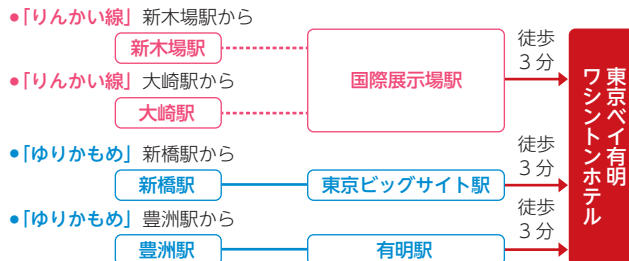 ●「りんかい線」新木場駅から
新木場駅
●「りんかい線」大崎駅から
大崎駅
国際展示場駅
徒歩
3分
●「ゆりかもめ」新橋駅から
新橋駅
東京ビッグサイト駅
徒歩
3分
●「ゆりかもめ」豊洲駅から
豊洲駅
有明駅
徒歩
3分
東京ベイ有明
ワシントンホテル